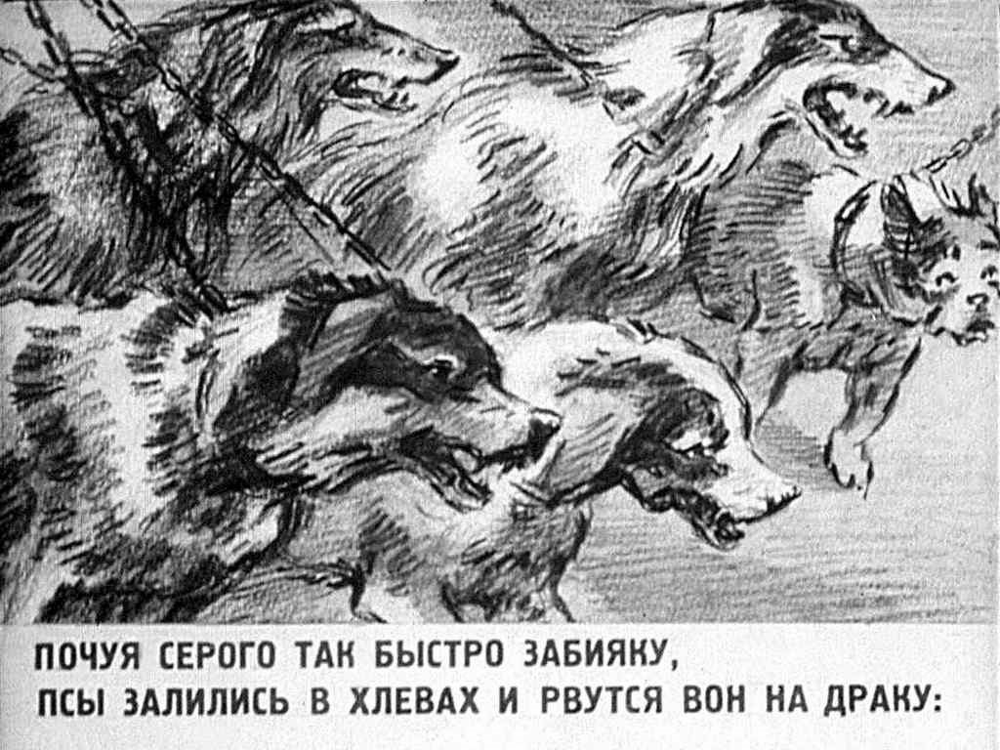 ПОЧУЯ СЕРОГО ТАК БЫСТРО ЗАБИЯКУ,
ПСЫ ЗАЛИЛИСЬ В ХЛЕВАХ И РВУТСЯ ВОН НА ДРАКУ: